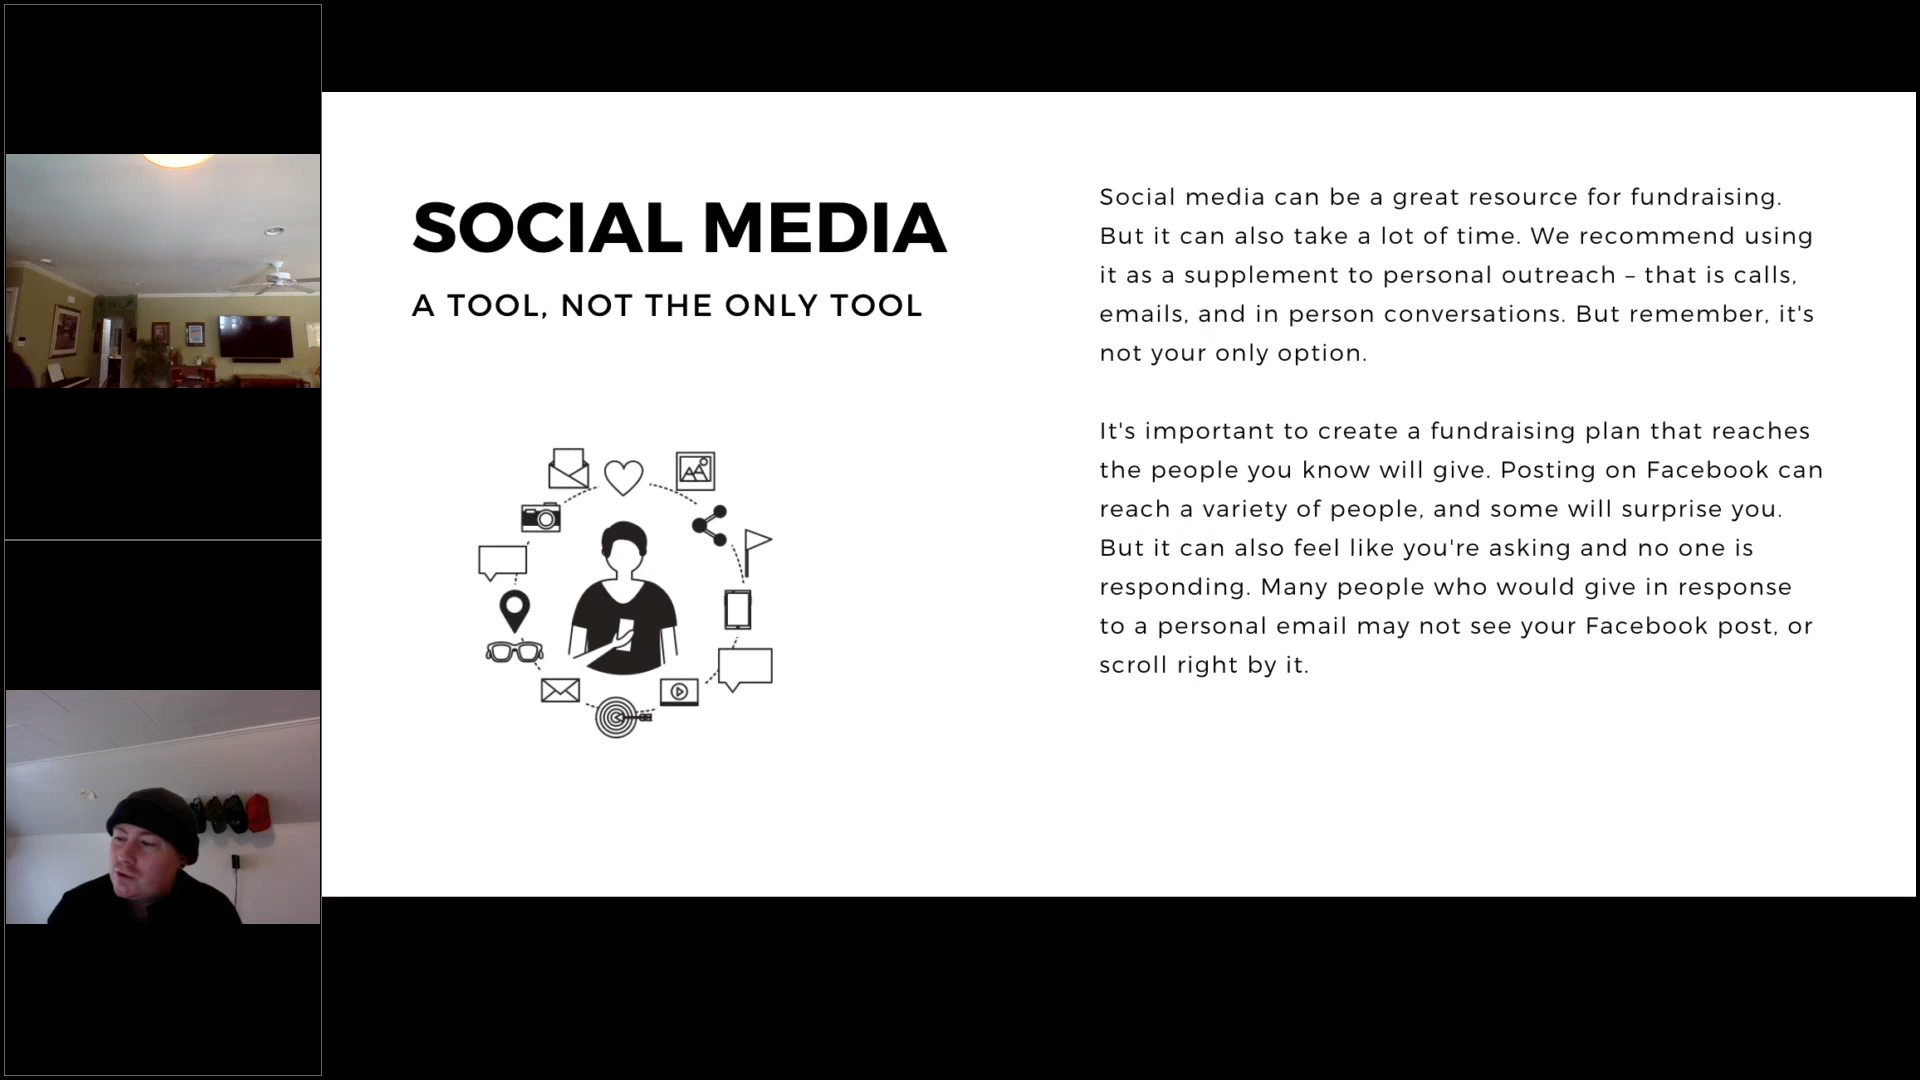 SOCIAL MEDIA
A TOOL, NOT THE ONLY TOOL
Social media can be a great resource for fundraising.
But it can also take a lot of time. We recommend using
it as a supplement to personal outreach – that is calls,
emails, and in person conversations. But remember, it's
not your only option.
It's important to create a fundraising plan that reaches
the people you know will give. Posting on Facebook can
reach a variety of people, and some will surprise you.
But it can also feel like you're asking and no one is
responding. Many people who would give in response
to a personal email may not see your Facebook post, or
scroll right by it.